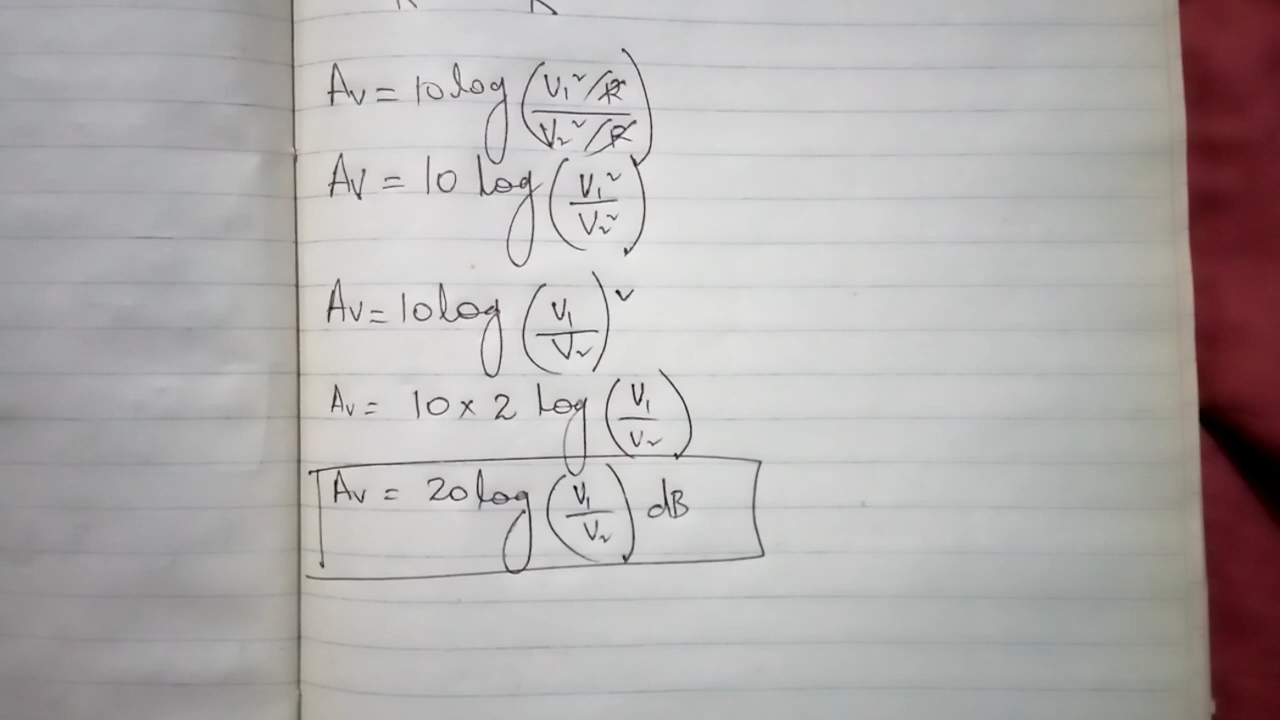 Av = 10 log (V₁²/R / V₂²/R)
Av = 10 log (V₁² / V₂²)
Av = 10 log (V₁ / V₂)²
Av = 10 × 2 log (V₁ / V₂)
Av = 20 log (V₁ / V₂) dB